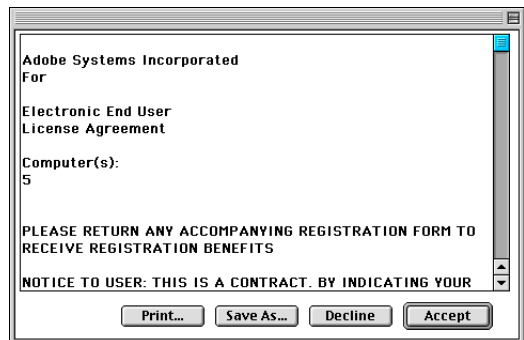 Adobe Systems Incorporated
For
Electronic End User
License Agreement
Computer(s):
5
PLEASE RETURN ANY ACCOMPANYING REGISTRATION FORM TO
RECEIVE REGISTRATION BENEFITS
NOTICE TO USER: THIS IS A CONTRACT. BY INDICATING YOUR
Print... Save As... Decline Accept